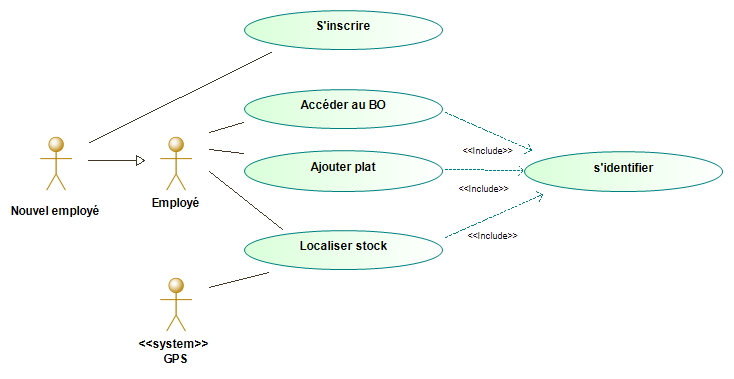 S'inscrire
Accéder au BO
<<Include>>
Ajouter plat
s'identifier
<<Include>>
Nouvel employé
Employé
Localiser stock
<<Include>>
<<system>>
GPS